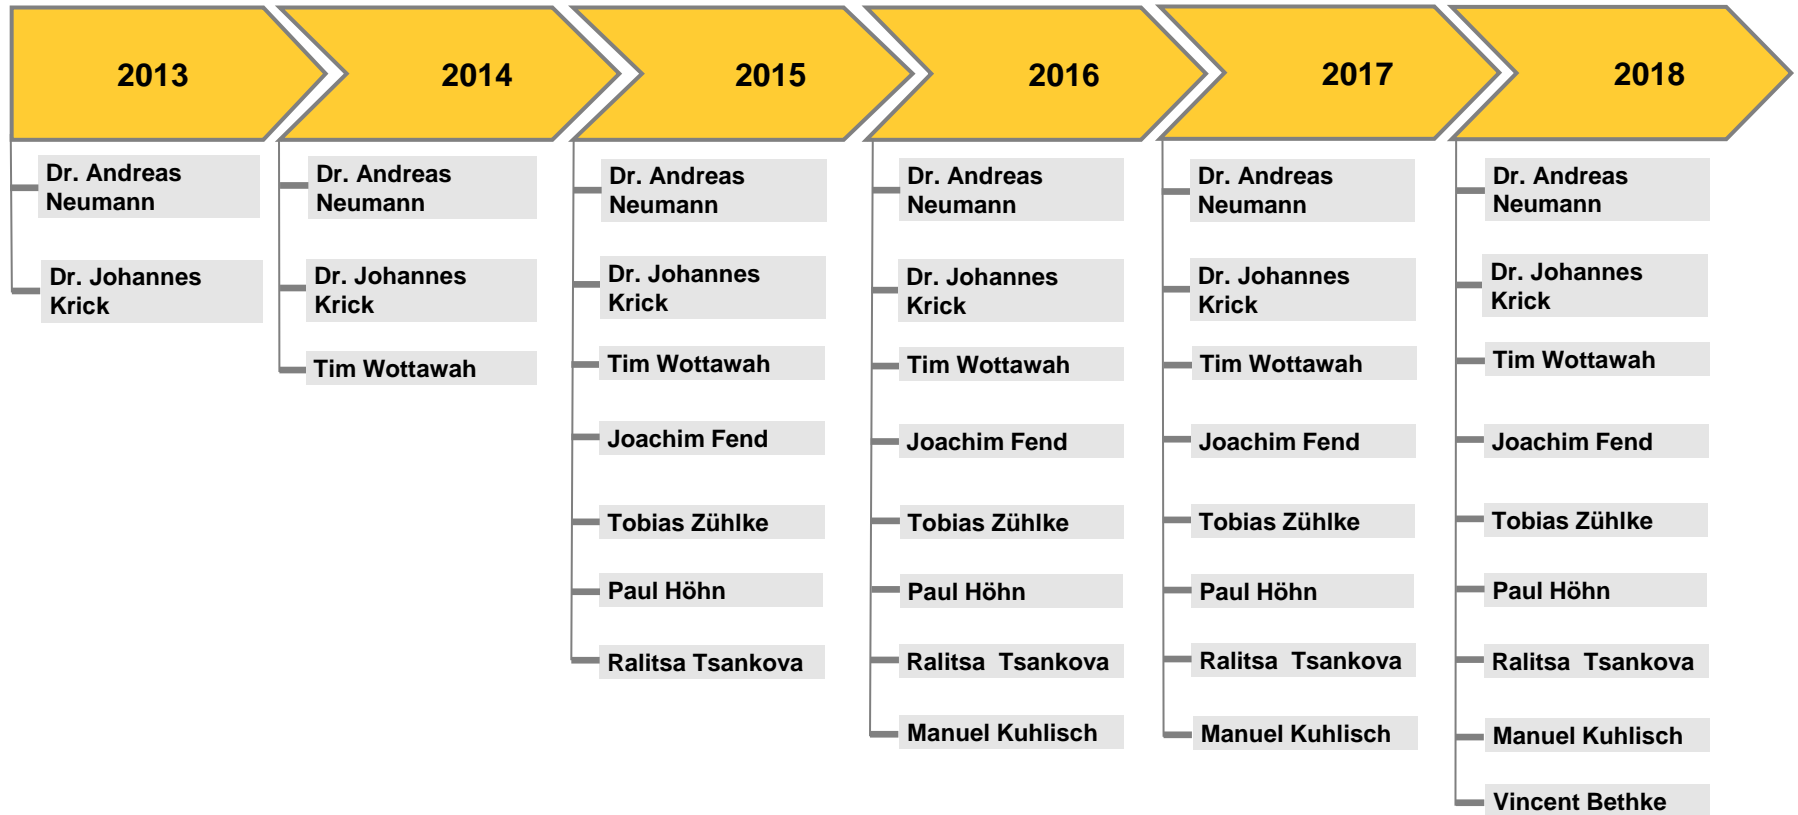 2013
2014
2015
2016
2017
2018
Dr. Andreas
Neumann
Dr. Johannes
Krick
Dr. Andreas
Neumann
Dr. Johannes
Krick
Tim Wottawah
Dr. Andreas
Neumann
Dr. Johannes
Krick
Tim Wottawah
Joachim Fend
Tobias Zühlke
Paul Höhn
Ralitsa Tsankova
Dr. Andreas
Neumann
Dr. Johannes
Krick
Tim Wottawah
Joachim Fend
Tobias Zühlke
Paul Höhn
Ralitsa  Tsankova
Manuel Kuhlisch
Dr. Andreas
Neumann
Dr. Johannes
Krick
Tim Wottawah
Joachim Fend
Tobias Zühlke
Paul Höhn
Ralitsa  Tsankova
Manuel Kuhlisch
Dr. Andreas
Neumann
Dr. Johannes
Krick
Tim Wottawah
Joachim Fend
Tobias Zühlke
Paul Höhn
Ralitsa  Tsankova
Manuel Kuhlisch
Vincent Bethke